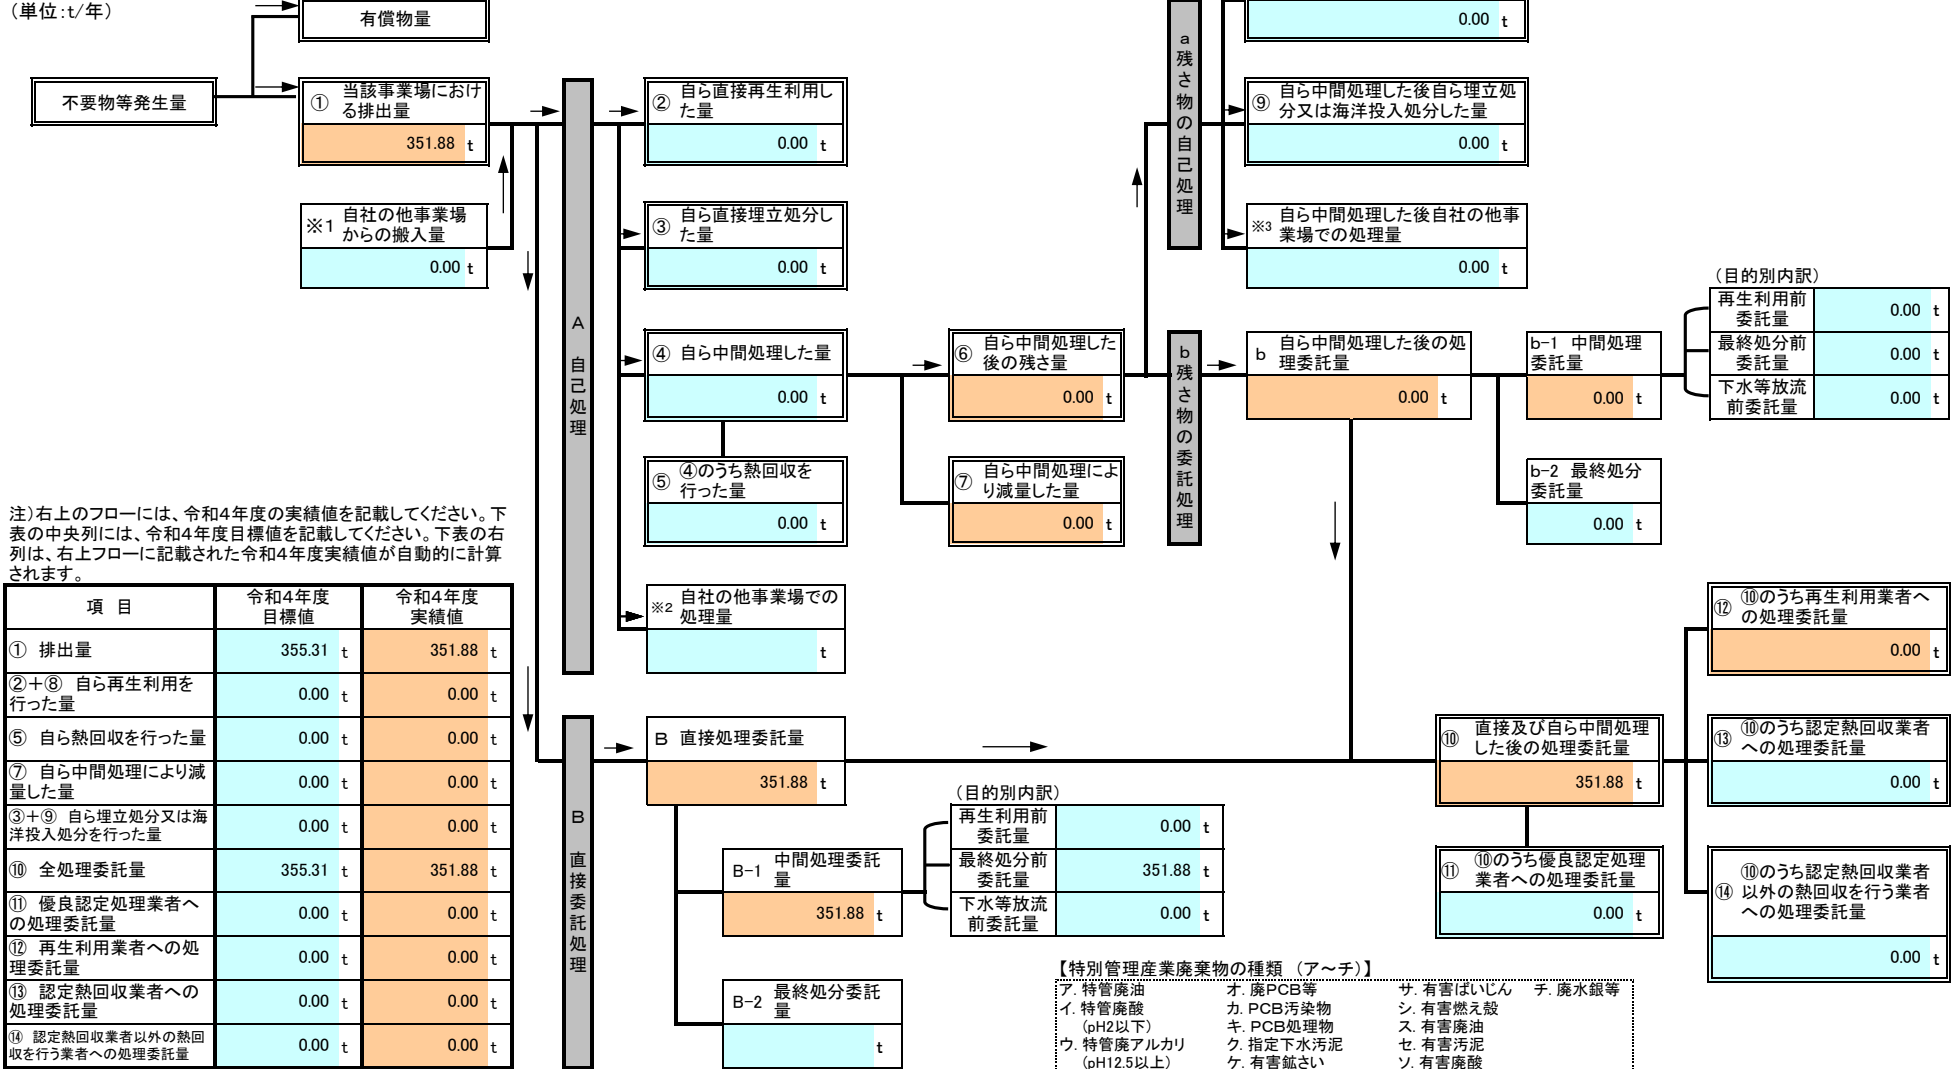 （単位：t/年）
有償物量
不要物等発生量
①
当該事業場におけ
る排出量
351.88 t
※1
自社の他事業場
からの搬入量
0.00 t
A 自己処理
②
自ら直接再生利用し
た量
0.00 t
③
自ら直接埋立処分し
た量
0.00 t
④ 自ら中間処理した量
0.00 t
⑤
④のうち熱回収を
行った量
0.00 t
※2
自社の他事業場での
処理量
t
⑥
自ら中間処理した
後の残さ量
0.00 t
⑦
自ら中間処理によ
り減量した量
0.00 t
a残さ物の自己処理
0.00 t
⑨
自ら中間処理した後自ら埋立処
分又は海洋投入処分した量
0.00 t
※3
自ら中間処理した後自社の他事
業場での処理量
0.00 t
b残さ物の委託処理
b
自ら中間処理した後の処
理委託量
0.00 t
b-1 中間処理
委託量
0.00 t
b-2 最終処分
委託量
0.00 t
（目的別内訳）
再生利用前
委託量
0.00 t
最終処分前
委託量
0.00 t
下水等放流
前委託量
0.00 t
注）右上のフローには、令和4年度の実績値を記載してください。下
表の中央列には、令和4年度目標値を記載してください。下表の右
列は、右上フローに記載された令和4年度実績値が自動的に計算
されます。
項 目
令和4年度
目標値
令和4年度
実績値
① 排出量
355.31 t
351.88 t
②＋⑧ 自ら再生利用を
行った量
0.00 t
0.00 t
⑤ 自ら熱回収を行った量
0.00 t
0.00 t
⑦ 自ら中間処理により減
量した量
0.00 t
0.00 t
③＋⑨ 自ら埋立処分又は海
洋投入処分を行った量
0.00 t
0.00 t
⑩ 全処理委託量
355.31 t
351.88 t
⑪ 優良認定処理業者へ
の処理委託量
0.00 t
0.00 t
⑫ 再生利用業者への処
理委託量
0.00 t
0.00 t
⑬ 認定熱回収業者への
処理委託量
0.00 t
0.00 t
⑭ 認定熱回収業者以外の熱回
収を行う業者への処理委託量
0.00 t
0.00 t
B 直接委託処理
B 直接処理委託量
351.88 t
B-1
中間処理委託
量
351.88 t
B-2
最終処分委託
量
t
（目的別内訳）
再生利用前
委託量
0.00 t
最終処分前
委託量
351.88 t
下水等放流
前委託量
0.00 t
⑩
直接及び自ら中間処理
した後の処理委託量
351.88 t
⑪
⑩のうち優良認定処理
業者への処理委託量
0.00 t
⑫
⑩のうち再生利用業者へ
の処理委託量
0.00 t
⑬
⑩のうち認定熱回収業者
への処理委託量
0.00 t
⑭
⑩のうち認定熱回収業者
以外の熱回収を行う業者
への処理委託量
0.00 t
【特別管理産業廃棄物の種類 （ア～チ）】
ア. 特管廃油
イ. 特管廃酸
（pH2以下）
ウ. 特管廃アルカリ
（pH12.5以上）
オ. 廃PCB等
カ. PCB汚染物
キ. PCB処理物
ク. 指定下水汚泥
ケ. 有害鉱さい
サ. 有害ばいじん
シ. 有害燃え殻
ス. 有害廃油
セ. 有害汚泥
ソ. 有害廃酸
チ. 廃水銀等